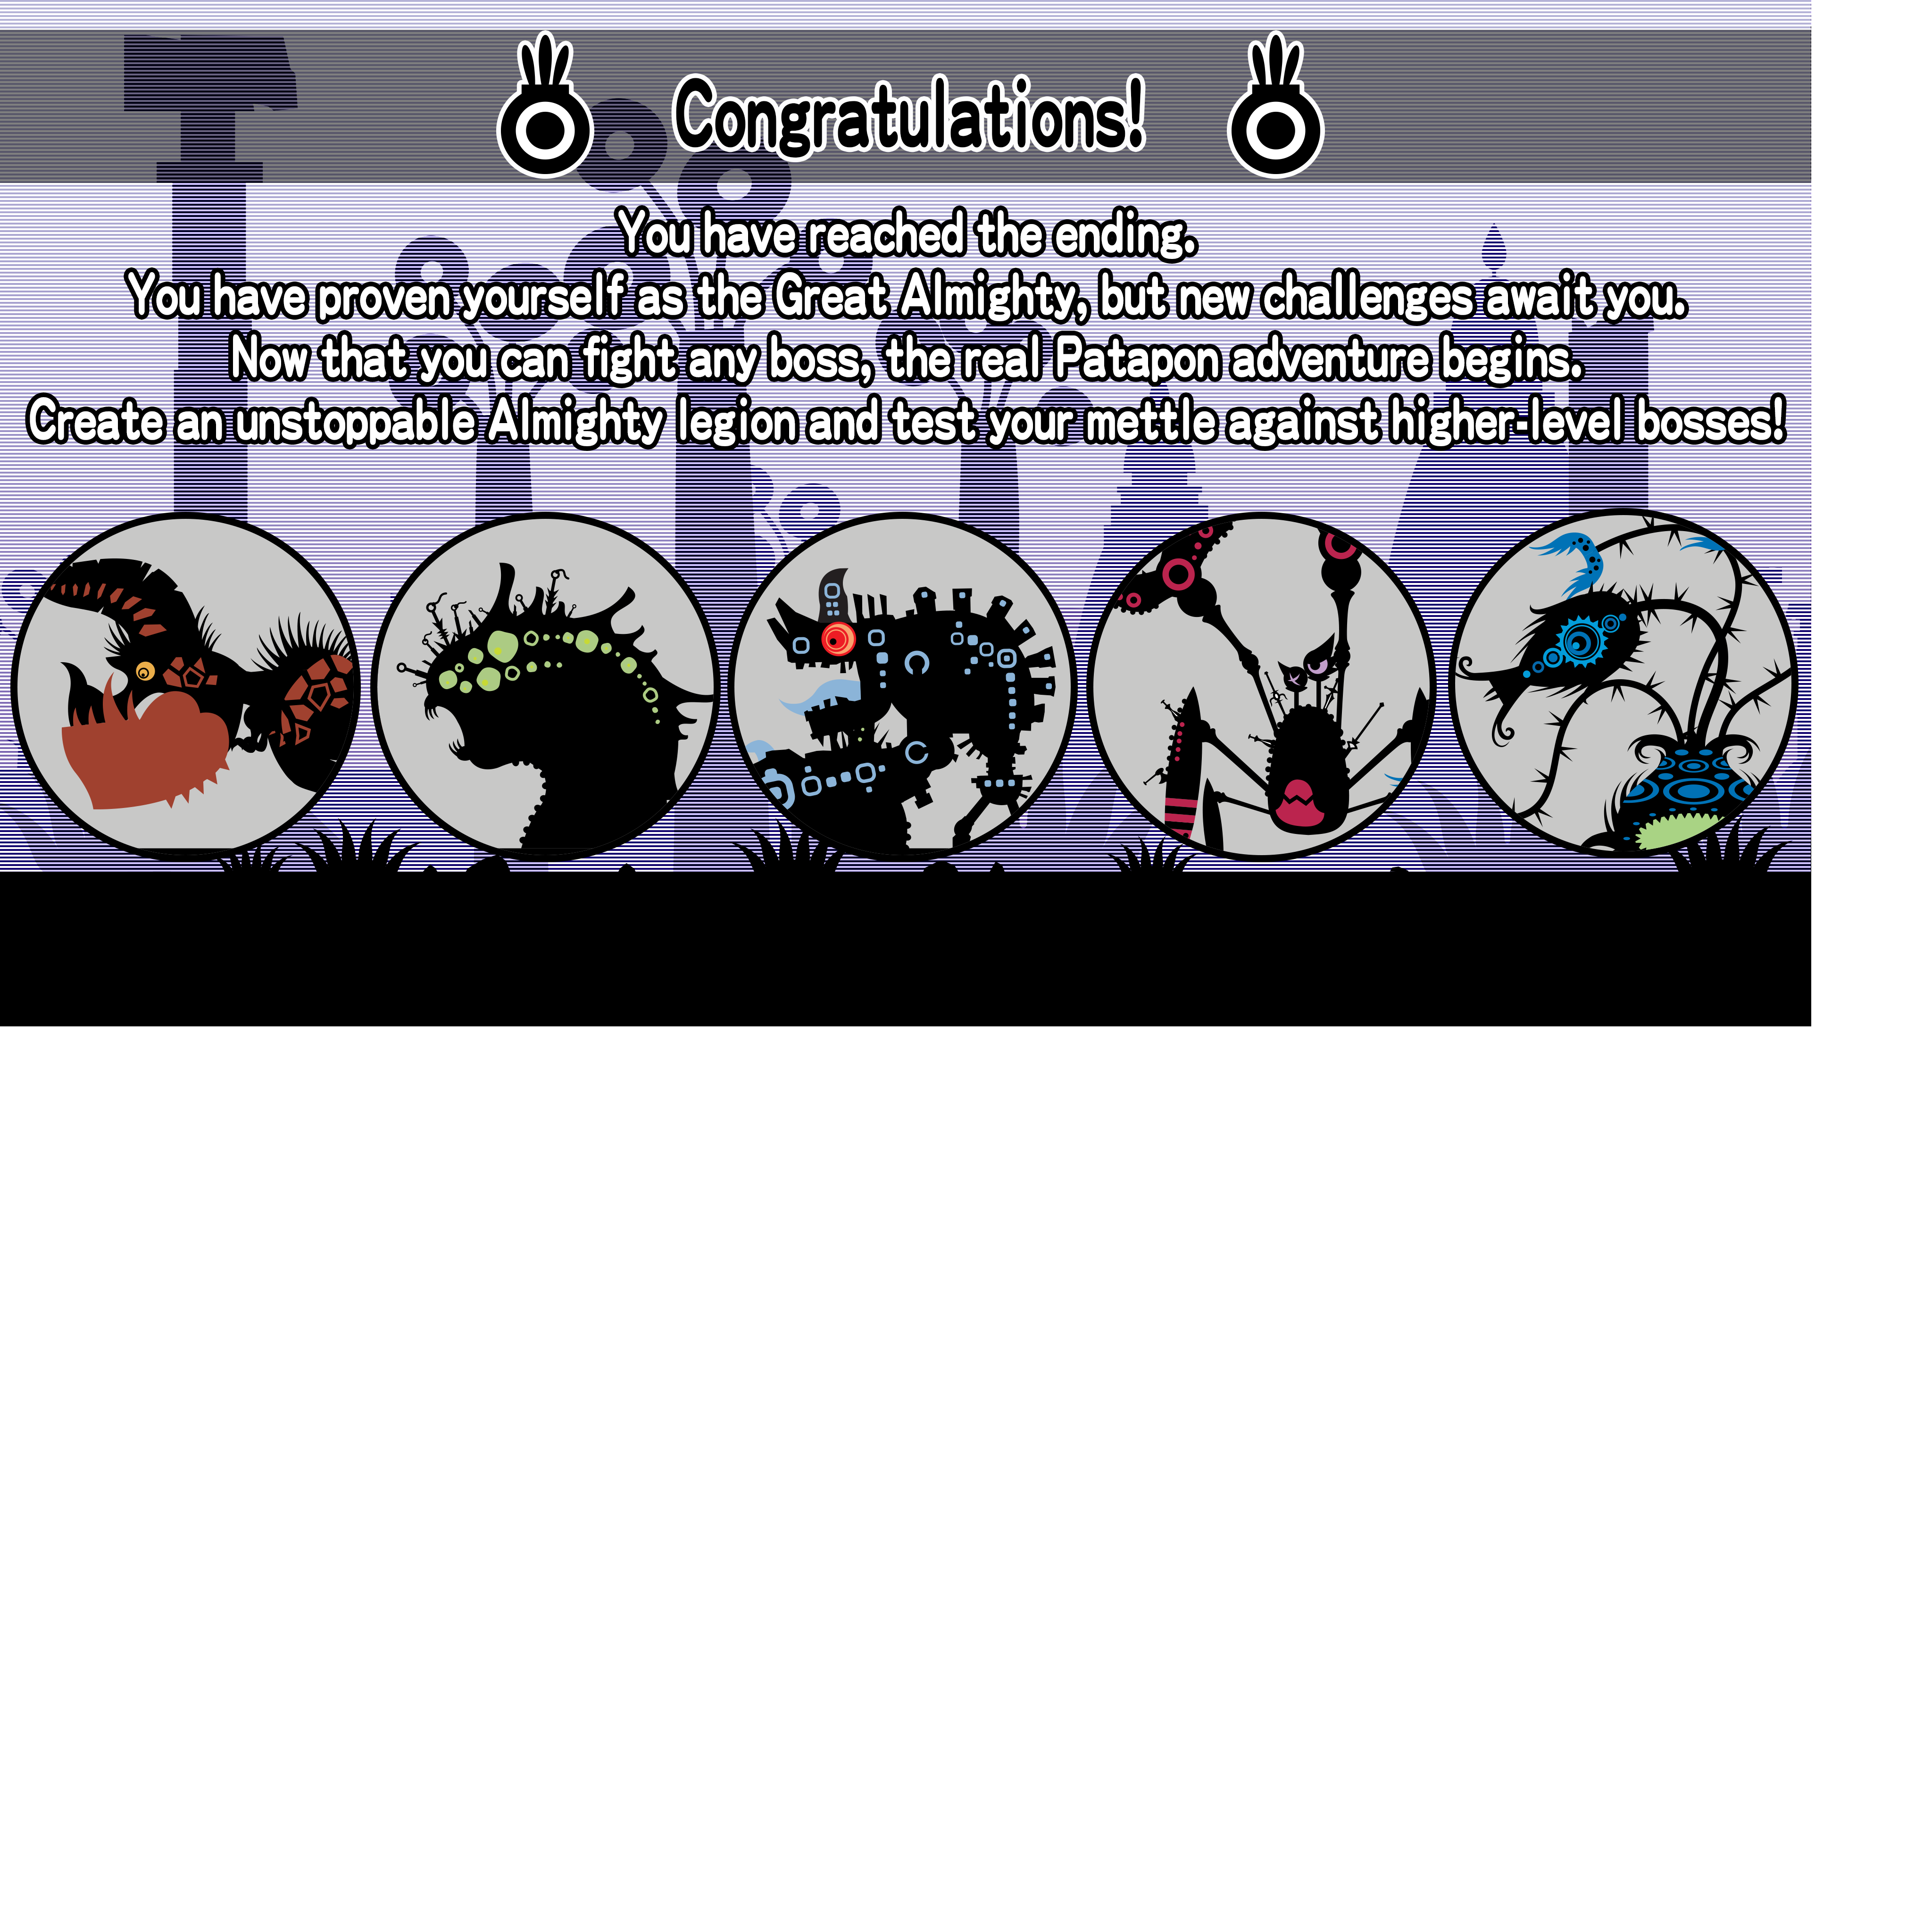 Congratulations!
You have reached the ending.
You have proven yourself as the Great Almighty, but new challenges await you.
Now that you can fight any boss, the real Patapon adventure begins.
Create an unstoppable Almighty legion and test your mettle against higher-level bosses!